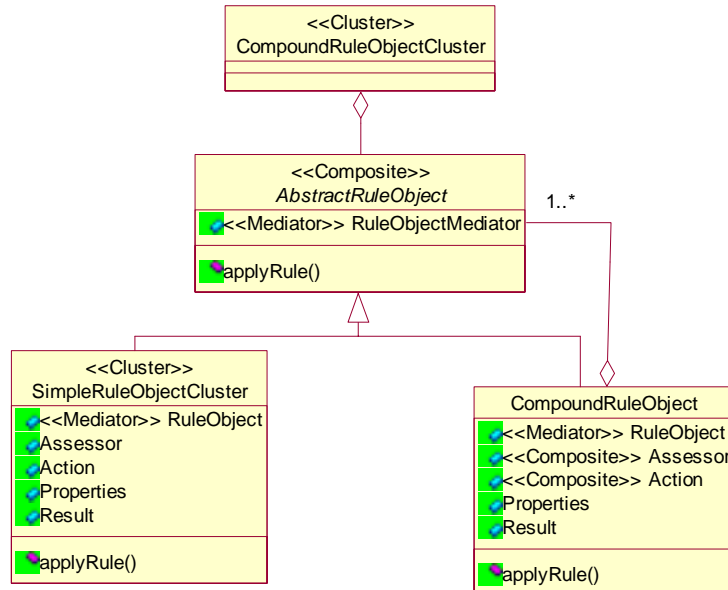 <<Cluster>>
CompoundRuleObjectCluster
<<Composite>>
AbstractRuleObject
<<Mediator>> RuleObjectMediator
applyRule()
1..*
<<Cluster>>
SimpleRuleObjectCluster
<<Mediator>> RuleObject
Assessor
Action
Properties
Result
applyRule()
CompoundRuleObject
<<Mediator>> RuleObject
<<Composite>> Assessor
<<Composite>> Action
Properties
Result
applyRule()